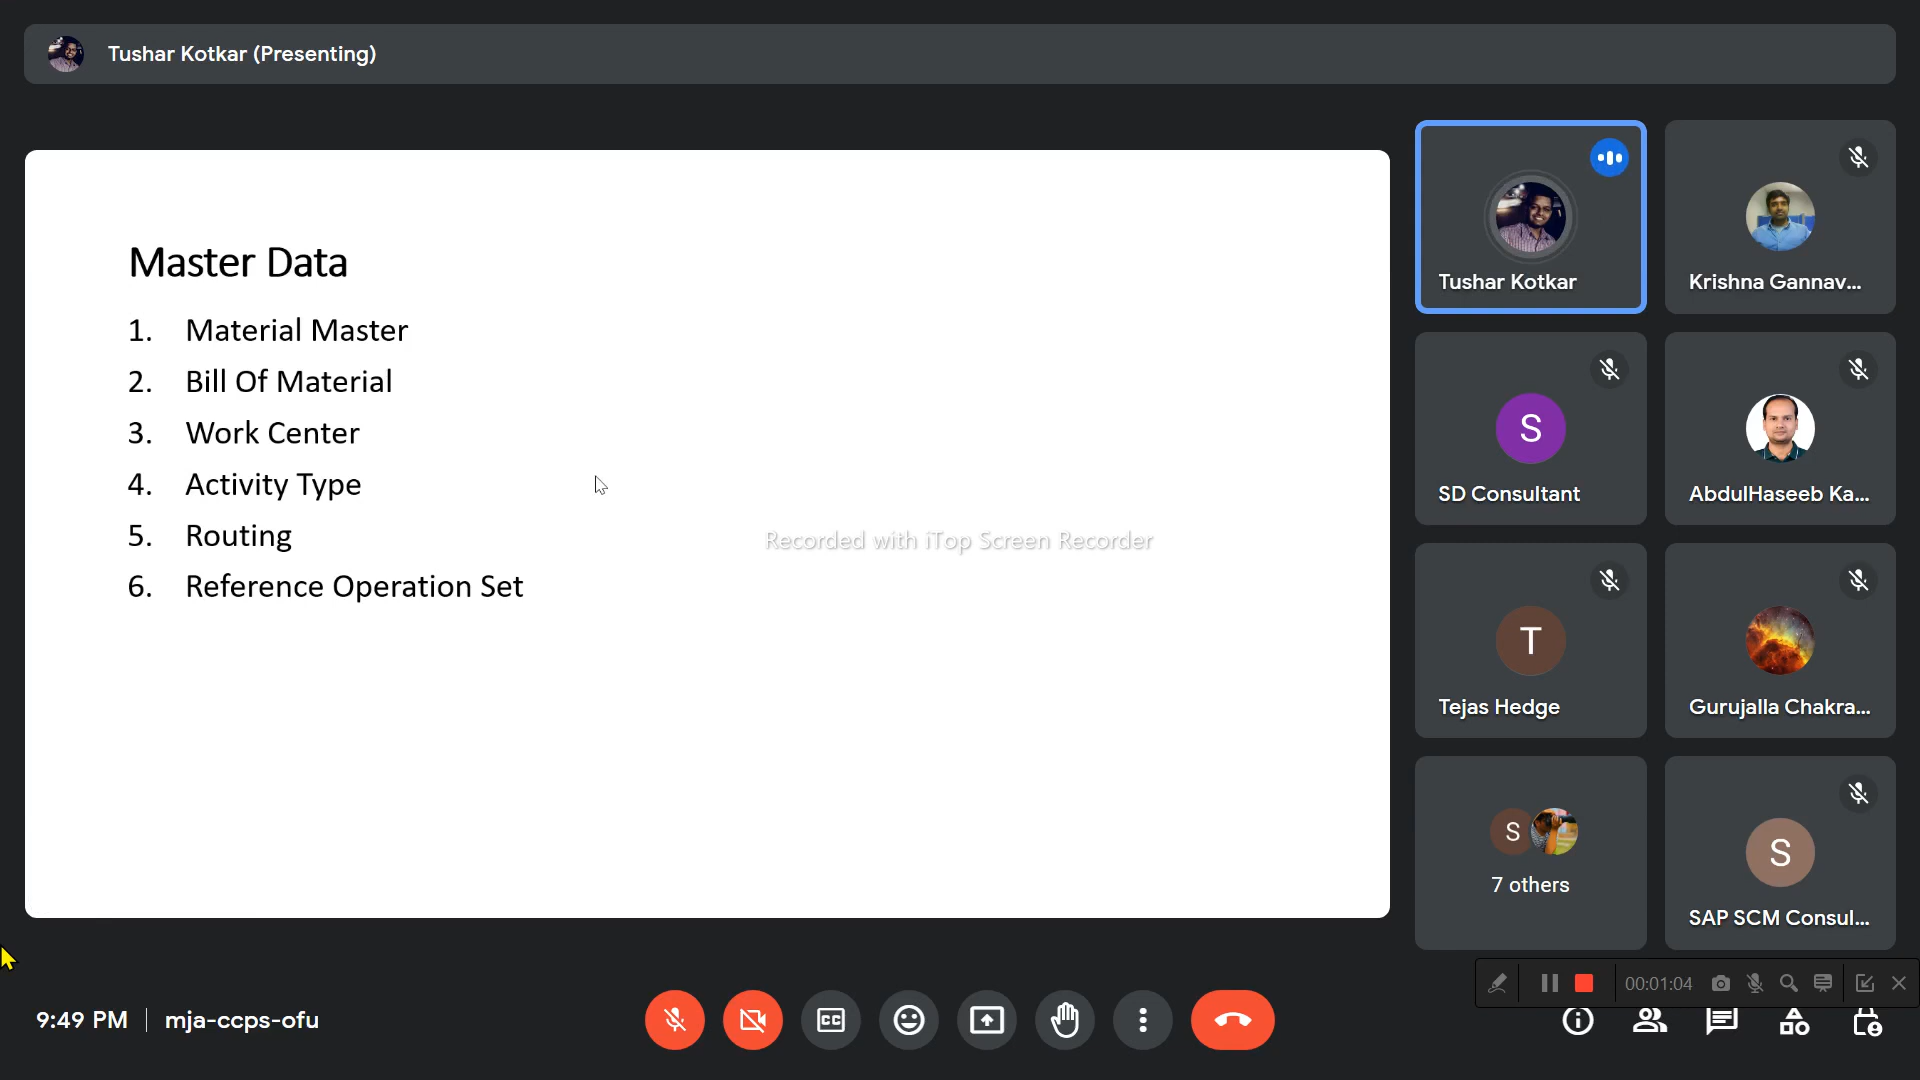 Tushar Kotkar (Presenting)
Master Data
1. Material Master
2. Bill Of Material
3. Work Center
4. Activity Type
5. Routing
6. Reference Operation Set
Recorded with iTop Screen Recorder
Tushar Kotkar
Krishna Gannav...
S
SD Consultant
AbdulHaseeb Ka...
T
Tejas Hedge
Gurujalla Chakra...
S
7 others
S
SAP SCM Consul...
00:01:04
9:49 PM | mja-ccps-ofu
CC